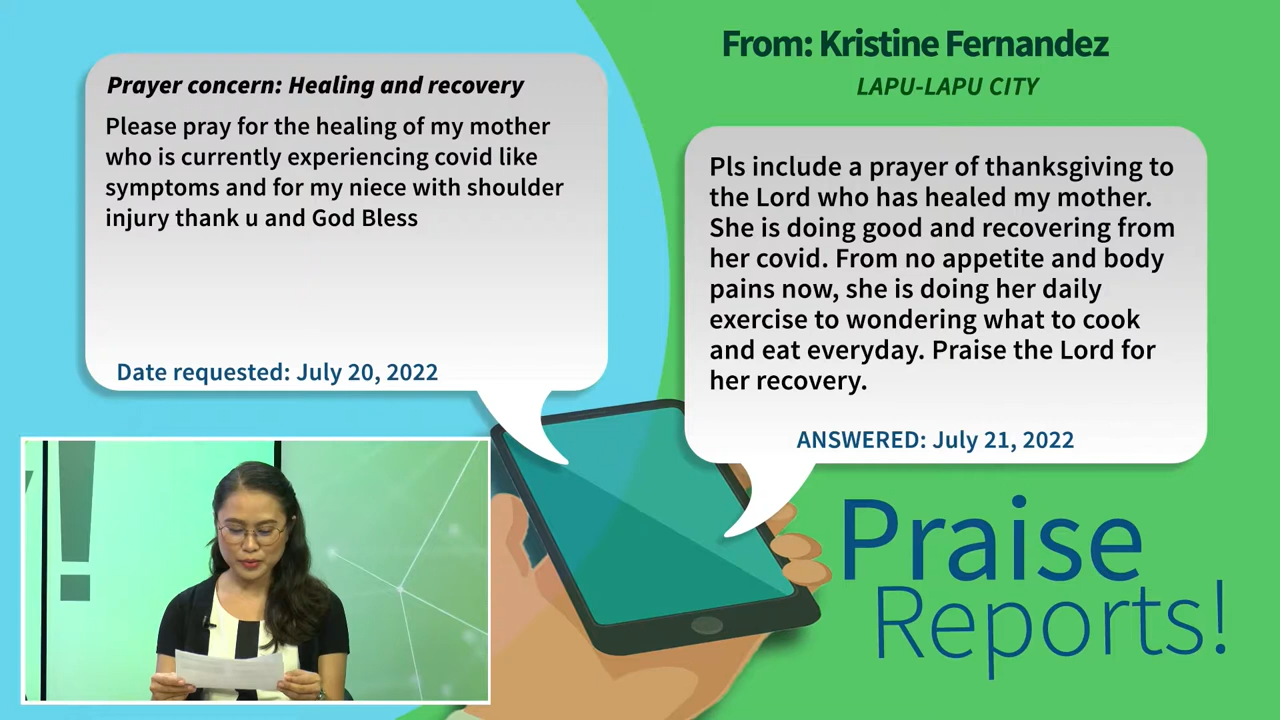 Prayer concern: Healing and recovery
Please pray for the healing of my mother
who is currently experiencing covid like
symptoms and for my niece with shoulder
injury thank u and God Bless
Date requested: July 20, 2022
From: Kristine Fernandez
LAPU-LAPU CITY
Pls include a prayer of thanksgiving to
the Lord who has healed my mother.
She is doing good and recovering from
her covid. From no appetite and body
pains now, she is doing her daily
exercise to wondering what to cook
and eat everyday. Praise the Lord for
her recovery.
ANSWERED: July 21, 2022
Praise
Reports!